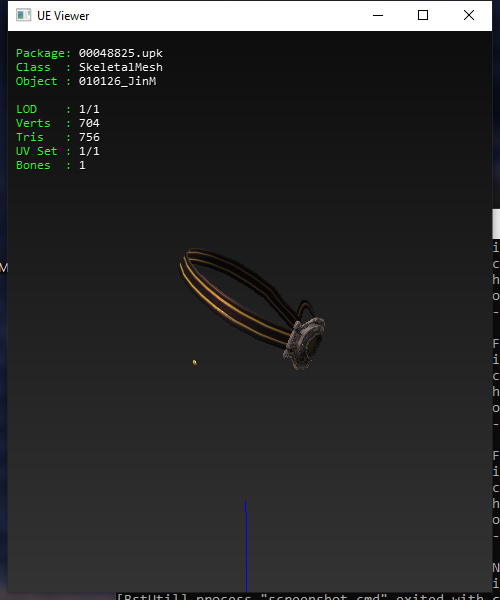 UE Viewer
Package: 00048825.upk
Class  : SkeletalMesh
Object : 010126_JinM
LOD    : 1/1
Verts  : 704
Tris   : 756
UV Set : 1/1
Bones  : 1
M
i
c
h
o
-
F
i
c
h
o
-
F
i
c
h
o
-
N
i
[BstUtil] process "screenshot.cmd" exited with c